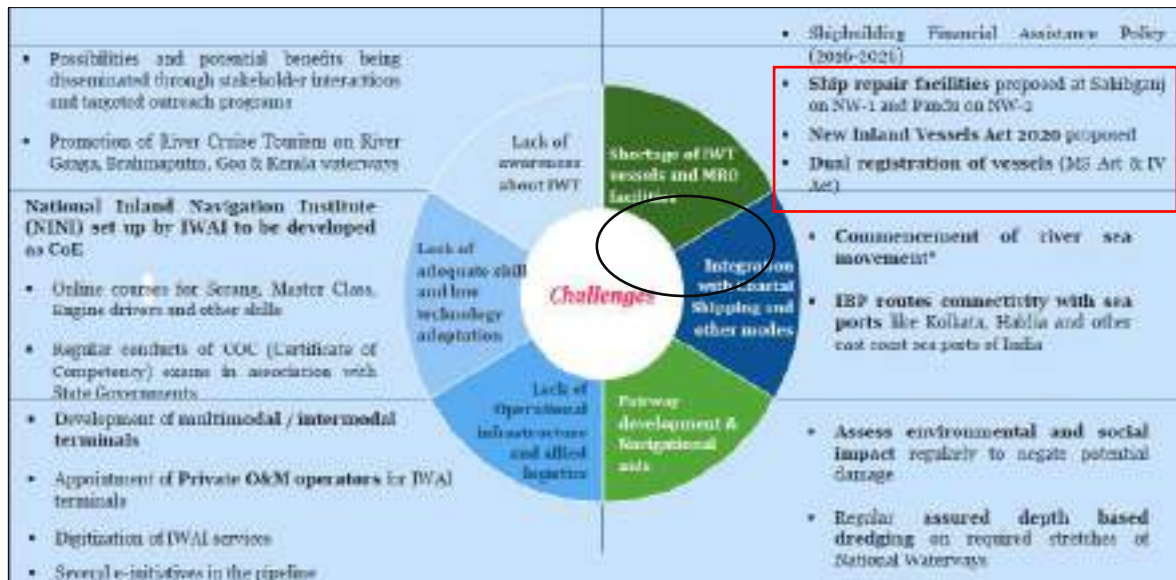 • Possibilities and potential benefits being
disseminated through stakeholder interactions
and targeted outreach programs
• Promotion of River Cruise Tourism on River
Ganga, Brahmaputra, Goa & Kerala waterways
National Inland Navigation Institute
(NINI) set up by IWAI to be developed
as CoE
• Online courses for Serang, Master Class,
Engine drivers and other skills
• Regular conducts of COC (Certificate of
Competency) exams in association with
State Governments
• Development of multimodal / intermodal
terminals
• Appointment of Private O&M operators for IWAI
terminals
• Digitization of IWAI services
• Several e-initiatives in the pipeline
Lack of
awareness
about IWT
Shortage of IWT
vessels and MRO
facilities
Lack of
adequate skill
and low
technology
adaptation
Challenges
Integration
with Coastal
Shipping and
other modes
Lack of
Operational
infrastructure
and allied
logistics
Fairway
development &
Navigational
aids
• Shipbuilding Financial Assistance Policy
(2016-2026)
• Ship repair facilities proposed at Sahibganj
on NW-1 and Pandu on NW-2
• New Inland Vessels Act 2020 proposed
• Dual registration of vessels (MS Act & IV
Act)
• Commencement of river sea
movement*
• IBP routes connectivity with sea
ports like Kolkata, Haldia and other
east coast sea ports of India
• Assess environmental and social
impact regularly to negate potential
damage
• Regular assured depth based
dredging on required stretches of
National Waterways